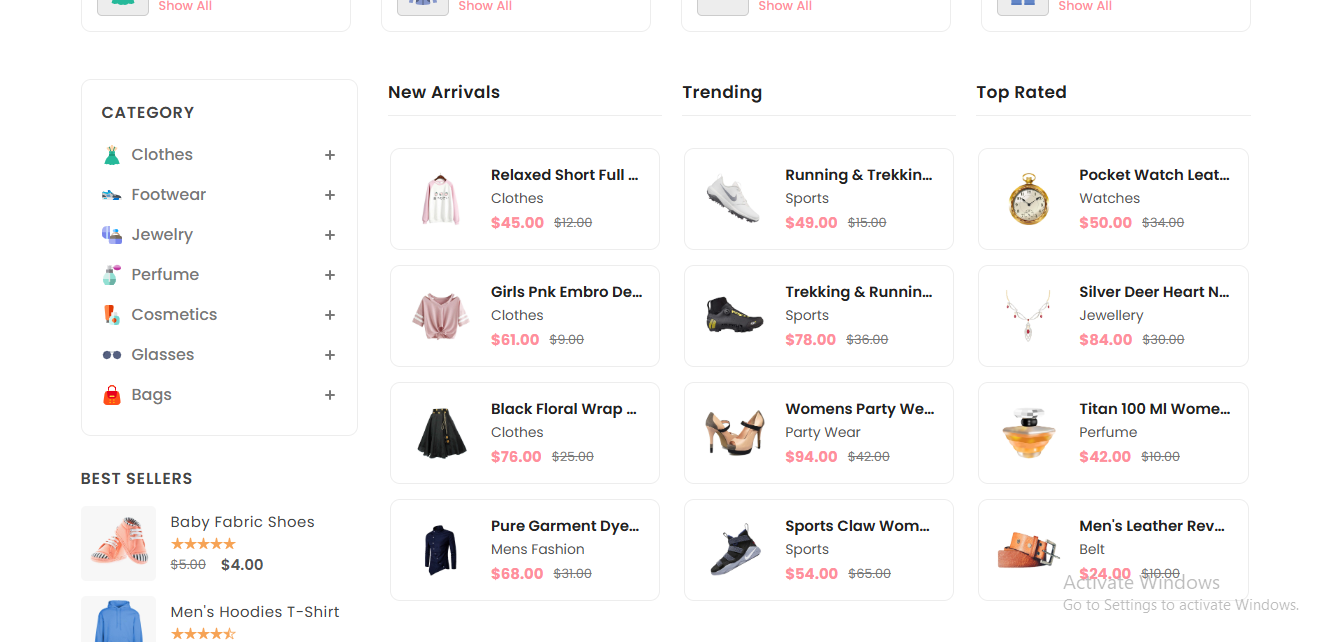 Show All
Show All
Show All
Show All
CATEGORY
Clothes +
Footwear +
Jewelry +
Perfume +
Cosmetics +
Glasses +
Bags +
BEST SELLERS
Baby Fabric Shoes
$5.00 $4.00
Men's Hoodies T-Shirt
New Arrivals
Relaxed Short Full ...
Clothes
$45.00 $12.00
Girls Pnk Embro De...
Clothes
$61.00 $9.00
Black Floral Wrap ...
Clothes
$76.00 $25.00
Pure Garment Dye...
Mens Fashion
$68.00 $31.00
Trending
Running & Trekkin...
Sports
$49.00 $15.00
Trekking & Runnin...
Sports
$78.00 $36.00
Womens Party We...
Party Wear
$94.00 $42.00
Sports Claw Wom...
Sports
$54.00 $65.00
Top Rated
Pocket Watch Leat...
Watches
$50.00 $34.00
Silver Deer Heart N...
Jewellery
$84.00 $30.00
Titan 100 Ml Wome...
Perfume
$42.00 $10.00
Men's Leather Rev...
Belt
$24.00 $10.00
Activate Windows
Go to Settings to activate Windows.